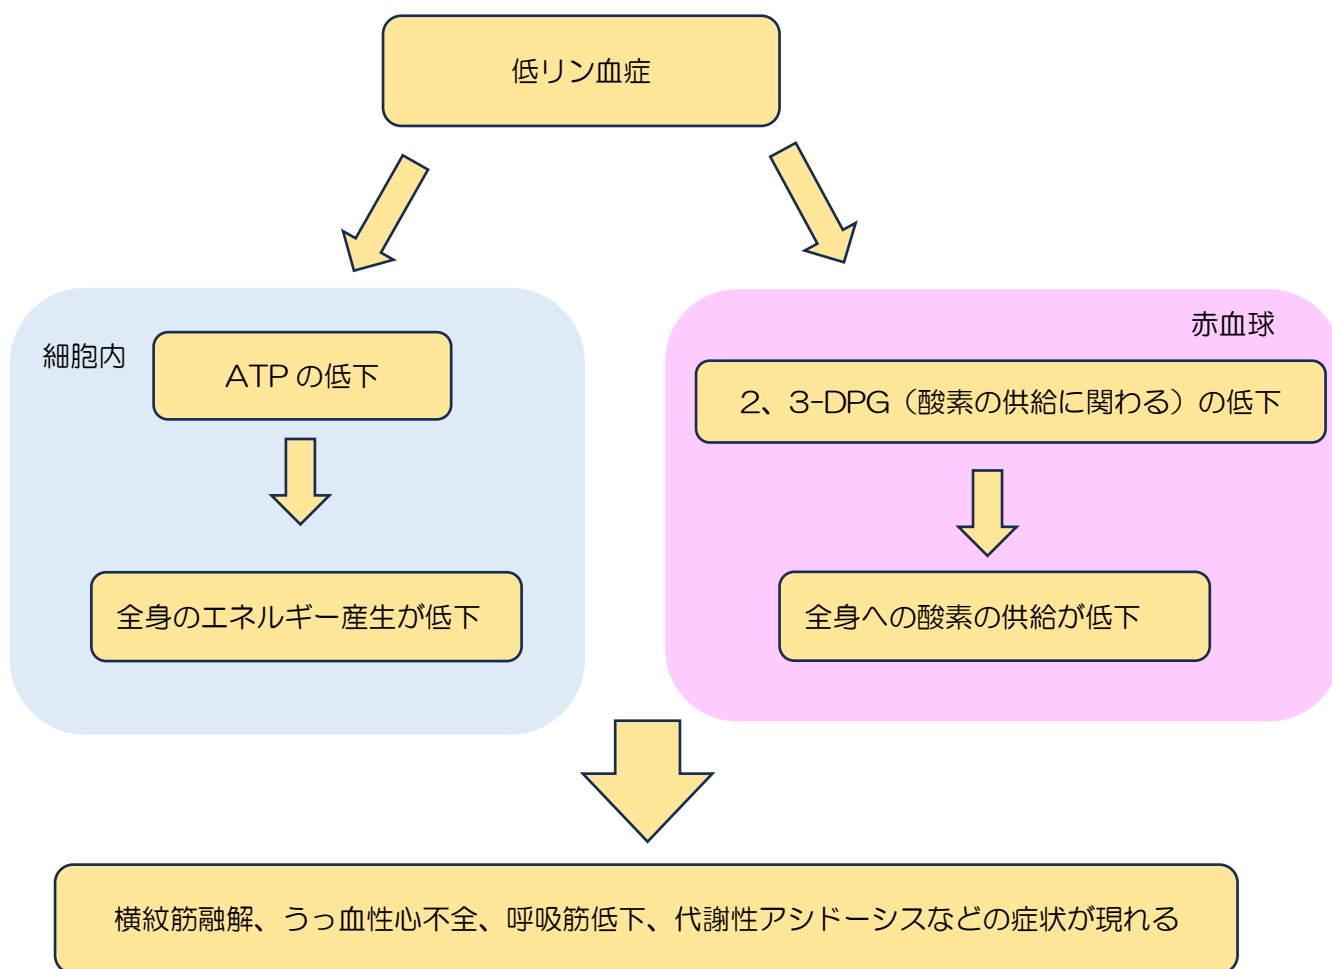 低リン血症
細胞内
ATP の低下
全身のエネルギー産生が低下
赤血球
2、3-DPG（酸素の供給に関わる）の低下
全身への酸素の供給が低下
横紋筋融解、うっ血性心不全、呼吸筋低下、代謝性アシドーシスなどの症状が現れる